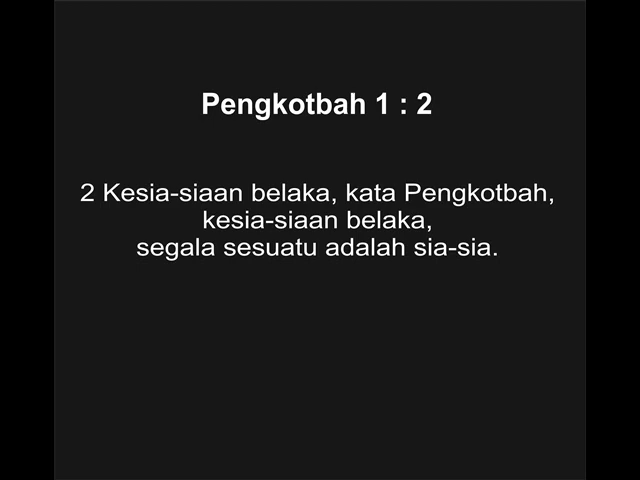 Pengkotbah 1 : 2
2 Kesia-siaan belaka, kata Pengkotbah,
kesia-siaan belaka,
segala sesuatu adalah sia-sia.